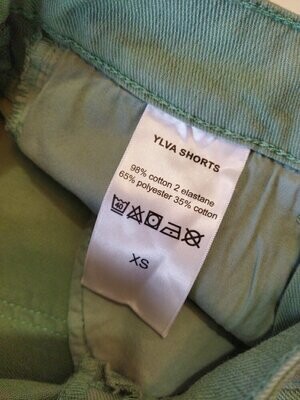 YLVA SHORTS
98% cotton 2 elastane
65% polyester 35% cotton
40
XS